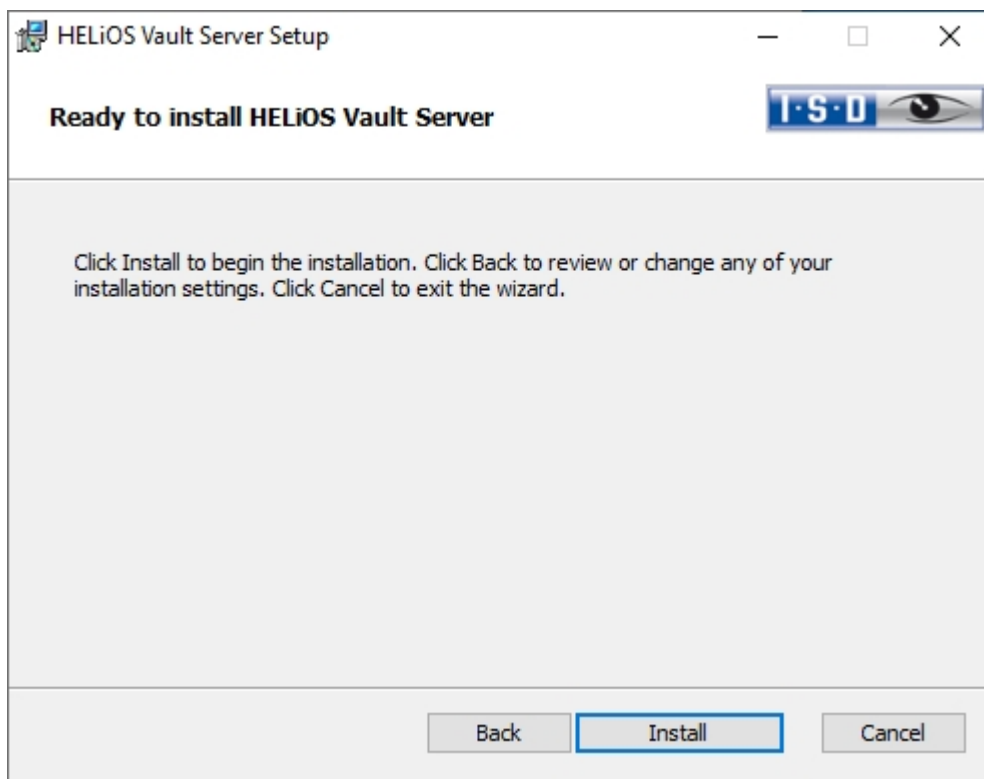 HELiOS Vault Server Setup
Ready to install HELiOS Vault Server
I·S·D
Click Install to begin the installation. Click Back to review or change any of your
installation settings. Click Cancel to exit the wizard.
Back
Install
Cancel